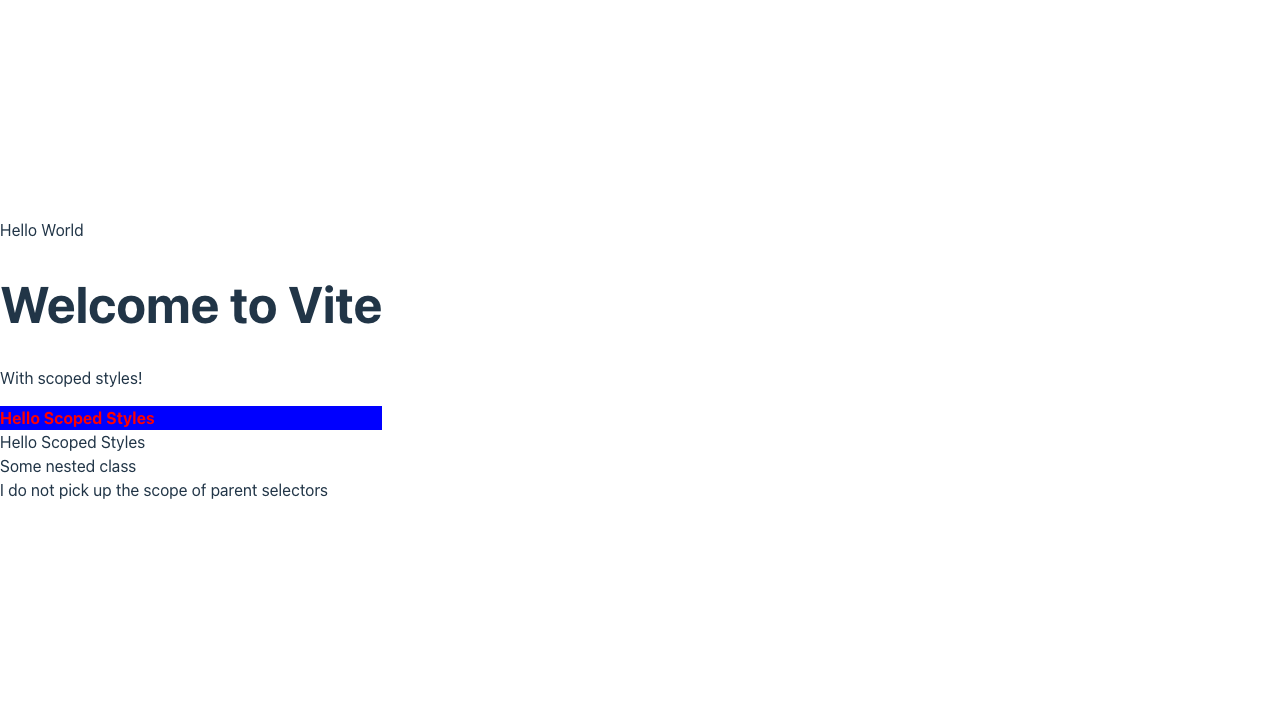 Hello World
Welcome to Vite
With scoped styles!
Hello Scoped Styles
Hello Scoped Styles
Some nested class
I do not pick up the scope of parent selectors